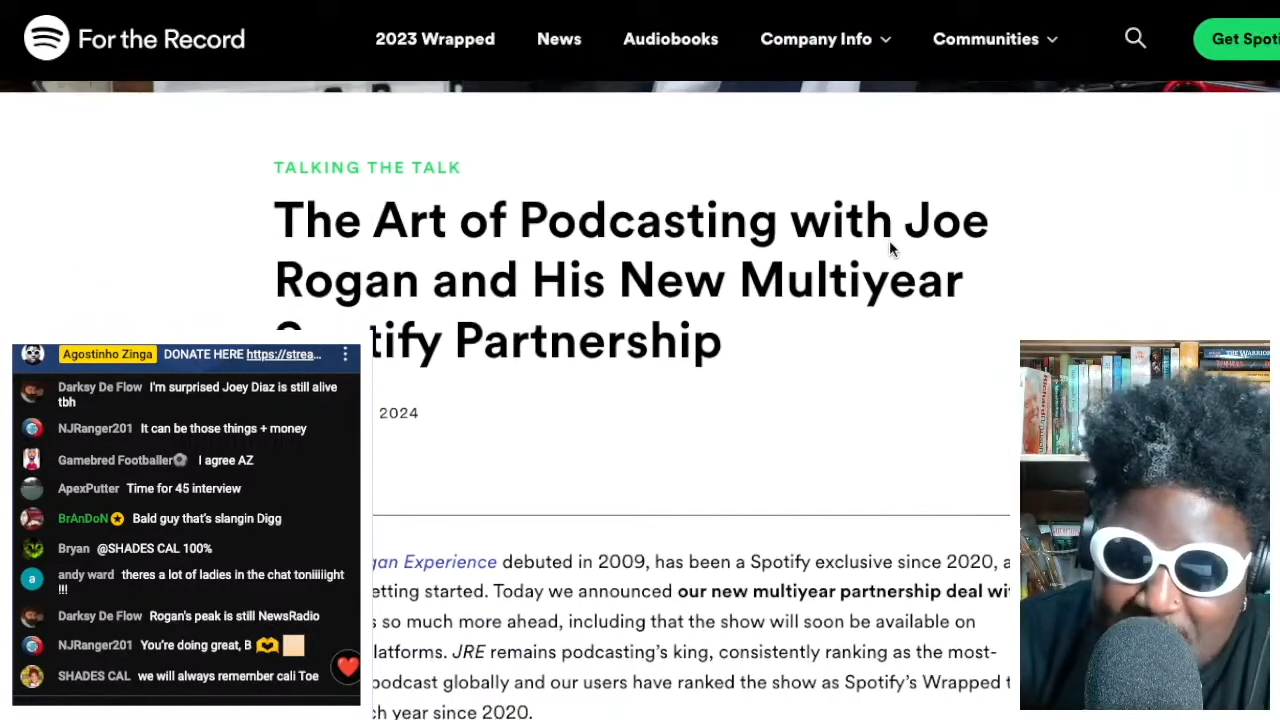 For the Record
2023 Wrapped
News
Audiobooks
Company Info
Communities
Get Spoti
TALKING THE TALK
The Art of Podcasting with Joe
Rogan and His New Multiyear
tify Partnership
2024
gan Experience debuted in 2009, has been a Spotify exclusive since 2020, a
etting started. Today we announced our new multiyear partnership deal wi
s so much more ahead, including that the show will soon be available on
latforms. JRE remains podcasting's king, consistently ranking as the most-
podcast globally and our users have ranked the show as Spotify's Wrapped t
ch year since 2020.
Agostinho Zinga DONATE HERE https://strea...
Darksy De Flow I'm surprised Joey Diaz is still alive
tbh
NJRanger201 It can be those things + money
Gamebred Footballer⚽ I agree AZ
ApexPutter Time for 45 interview
BrAnDoN Bald guy that's slangin Digg
Bryan @SHADES CAL 100%
a
andy ward theres a lot of ladies in the chat toniiiiight
!!!
Darksy De Flow Rogan's peak is still NewsRadio
NJRanger201 You're doing great, B
SHADES CAL we will always remember cali Toe
THE WARRIOR